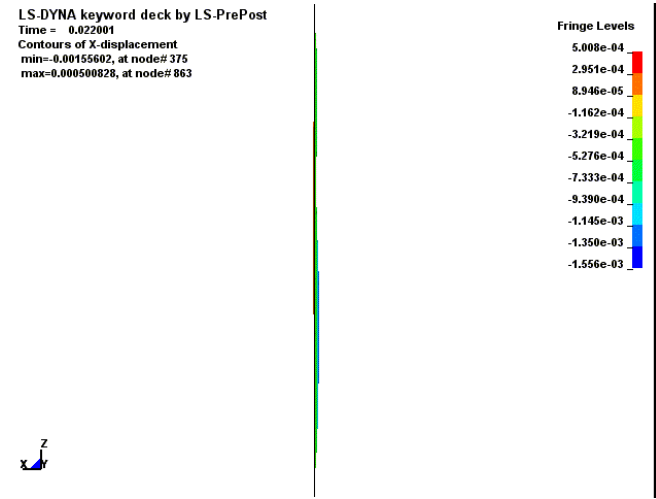 LS-DYNA keyword deck by LS-PrePost
Time = 0.022001
Contours of X-displacement
min=-0.00155602, at node# 375
max=0.000500828, at node# 863
Fringe Levels
5.008e-04
2.951e-04
8.946e-05
-1.162e-04
-3.219e-04
-5.276e-04
-7.333e-04
-9.390e-04
-1.145e-03
-1.350e-03
-1.556e-03
Z
X Y